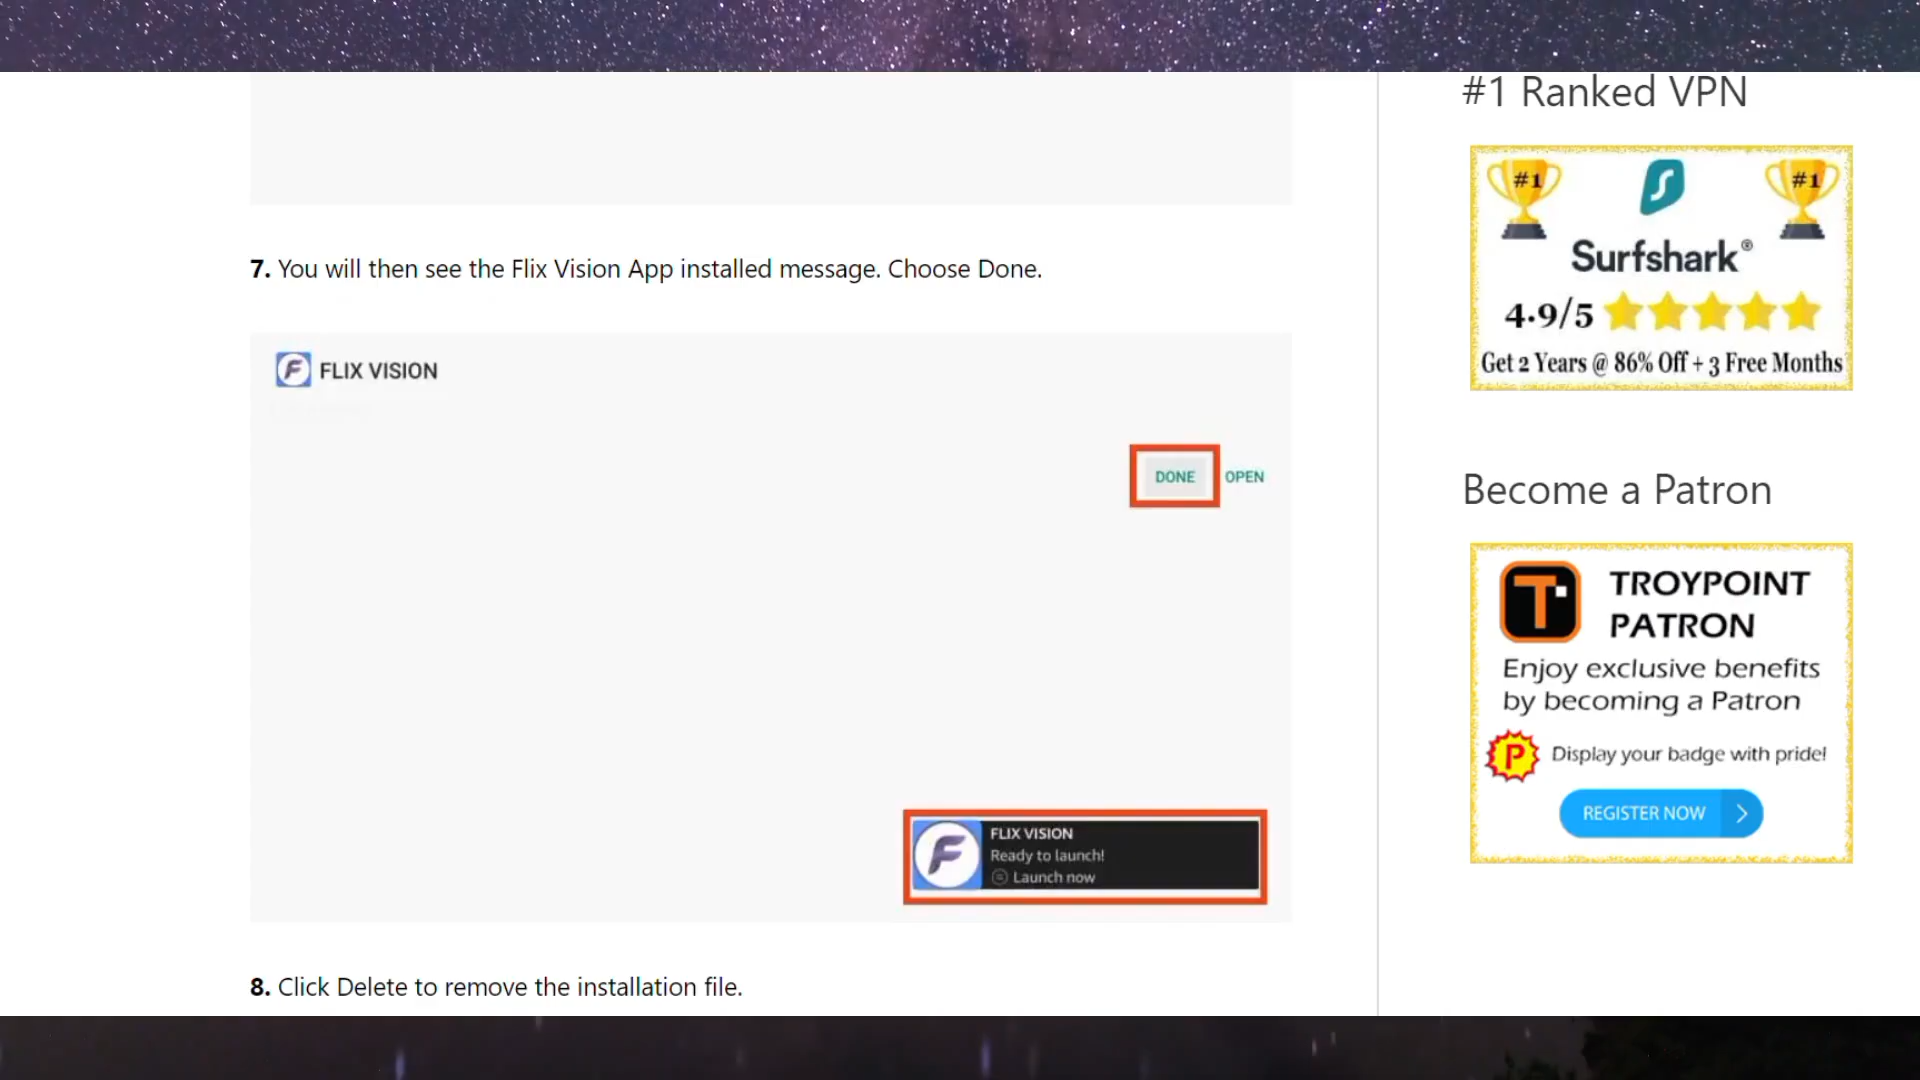 #1 Ranked VPN
#1
#1
Surfshark®
4.9/5
Get 2 Years @ 86% Off + 3 Free Months
7. You will then see the Flix Vision App installed message. Choose Done.
FLIX VISION
DONE
OPEN
FLIX VISION
Ready to launch!
Launch now
8. Click Delete to remove the installation file.
Become a Patron
TROYPOINT
PATRON
Enjoy exclusive benefits
by becoming a Patron
P Display your badge with pride!
REGISTER NOW